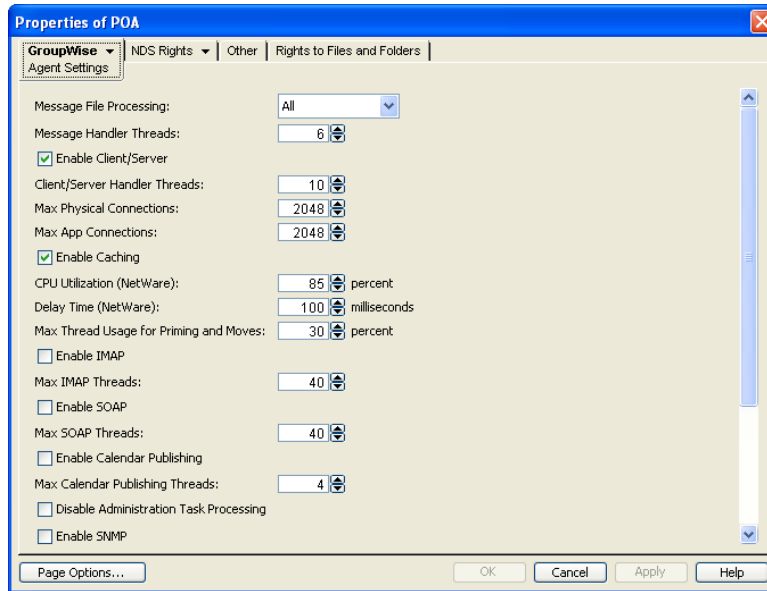 Properties of POA
GroupWise NDS Rights Other Rights to Files and Folders
Agent Settings
Message File Processing: All
Message Handler Threads: 6
Enable Client/Server
Client/Server Handler Threads: 10
Max Physical Connections: 2048
Max App Connections: 2048
Enable Caching
CPU Utilization (NetWare): 85 percent
Delay Time (NetWare): 100 milliseconds
Max Thread Usage for Priming and Moves: 30 percent
Enable IMAP
Max IMAP Threads: 40
Enable SOAP
Max SOAP Threads: 40
Enable Calendar Publishing
Max Calendar Publishing Threads: 4
Disable Administration Task Processing
Enable SNMP
Page Options... OK Cancel Apply Help